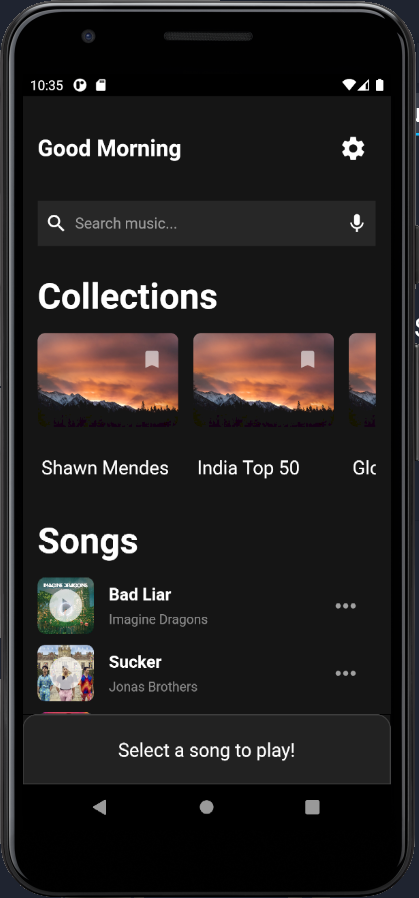 10:35
Good Morning
Search music...
Collections
Shawn Mendes
India Top 50
Glo
Songs
IMAGINE DRAGONS
Bad Liar
Imagine Dragons
Sucker
Jonas Brothers
Select a song to play!